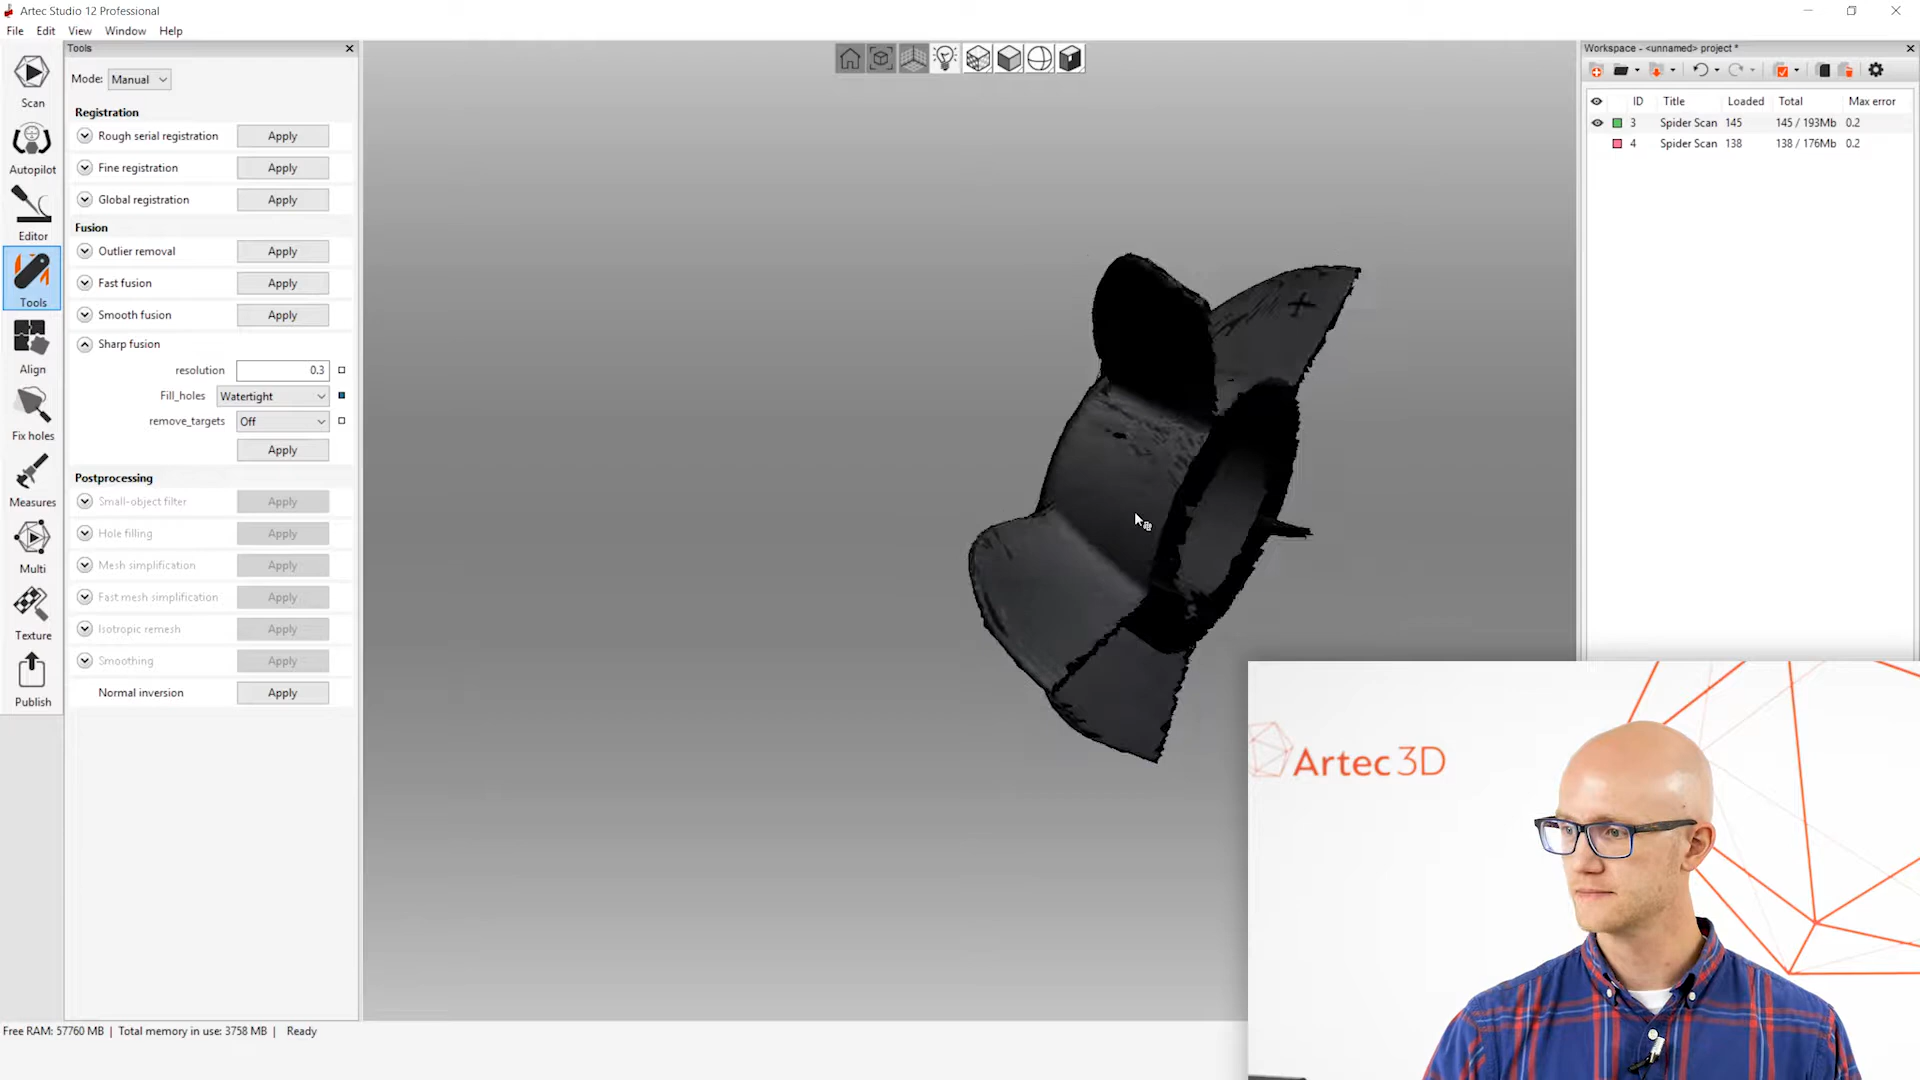 Artec Studio 12 Professional
File Edit View Window Help
Tools
Mode: Manual
Registration
Rough serial registration Apply
Fine registration Apply
Global registration Apply
Fusion
Outlier removal Apply
Fast fusion Apply
Smooth fusion Apply
Sharp fusion
resolution 0.3
Fill_holes Watertight
remove_targets Off
Apply
Postprocessing
Small-object filter Apply
Hole filling Apply
Mesh simplification Apply
Fast mesh simplification Apply
Isotropic remesh Apply
Smoothing Apply
Normal inversion Apply
Scan
Autopilot
Editor
Tools
Align
Fix holes
Measures
Multi
Texture
Publish
Workspace - <unnamed> project *
ID Title Loaded Total Max error
3 Spider Scan 145 145 / 193Mb 0.2
4 Spider Scan 138 138 / 176Mb 0.2
Artec 3D
Free RAM: 57760 MB | Total memory in use: 3758 MB | Ready